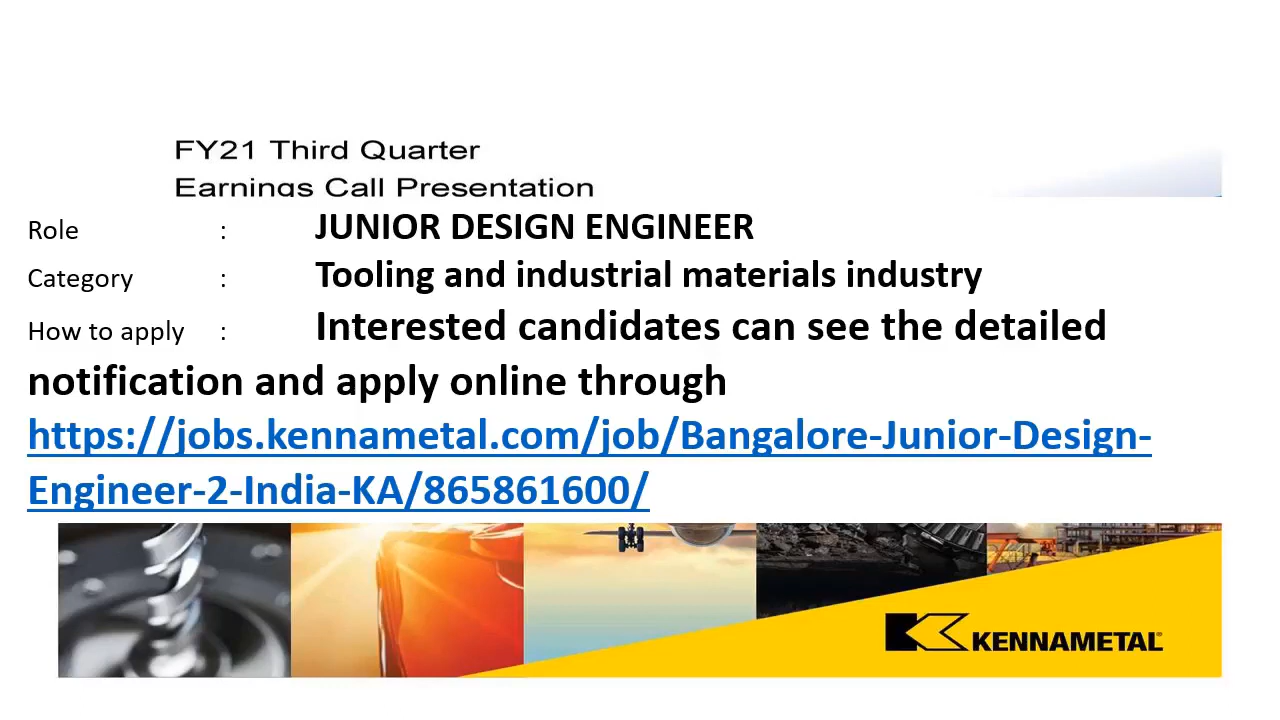 FY21 Third Quarter
Earnings Call Presentation
Role : JUNIOR DESIGN ENGINEER
Category : Tooling and industrial materials industry
How to apply : Interested candidates can see the detailed
notification and apply online through
https://jobs.kennametal.com/job/Bangalore-Junior-Design-
Engineer-2-India-KA/865861600/
KENNAMETAL